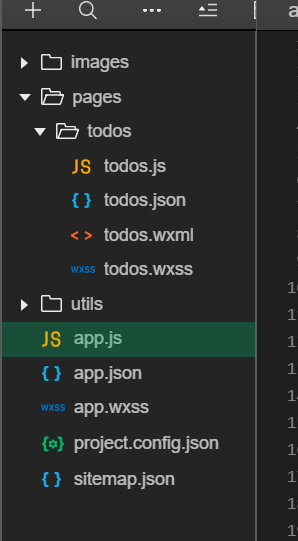 images
pages
todos
JS todos.js
{ } todos.json
< > todos.wxml
wxss todos.wxss
utils
JS app.js
{ } app.json
wxss app.wxss
project.config.json
{ } sitemap.json